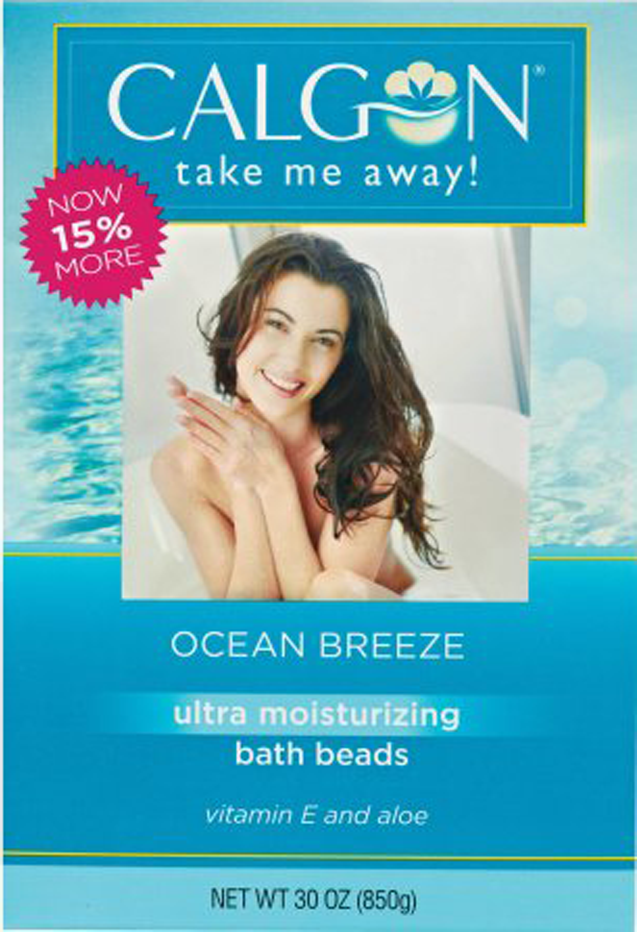 CALGON®
take me away!
NOW
15%
MORE
OCEAN BREEZE
ultra moisturizing
bath beads
vitamin E and aloe
NET WT 30 OZ (850g)